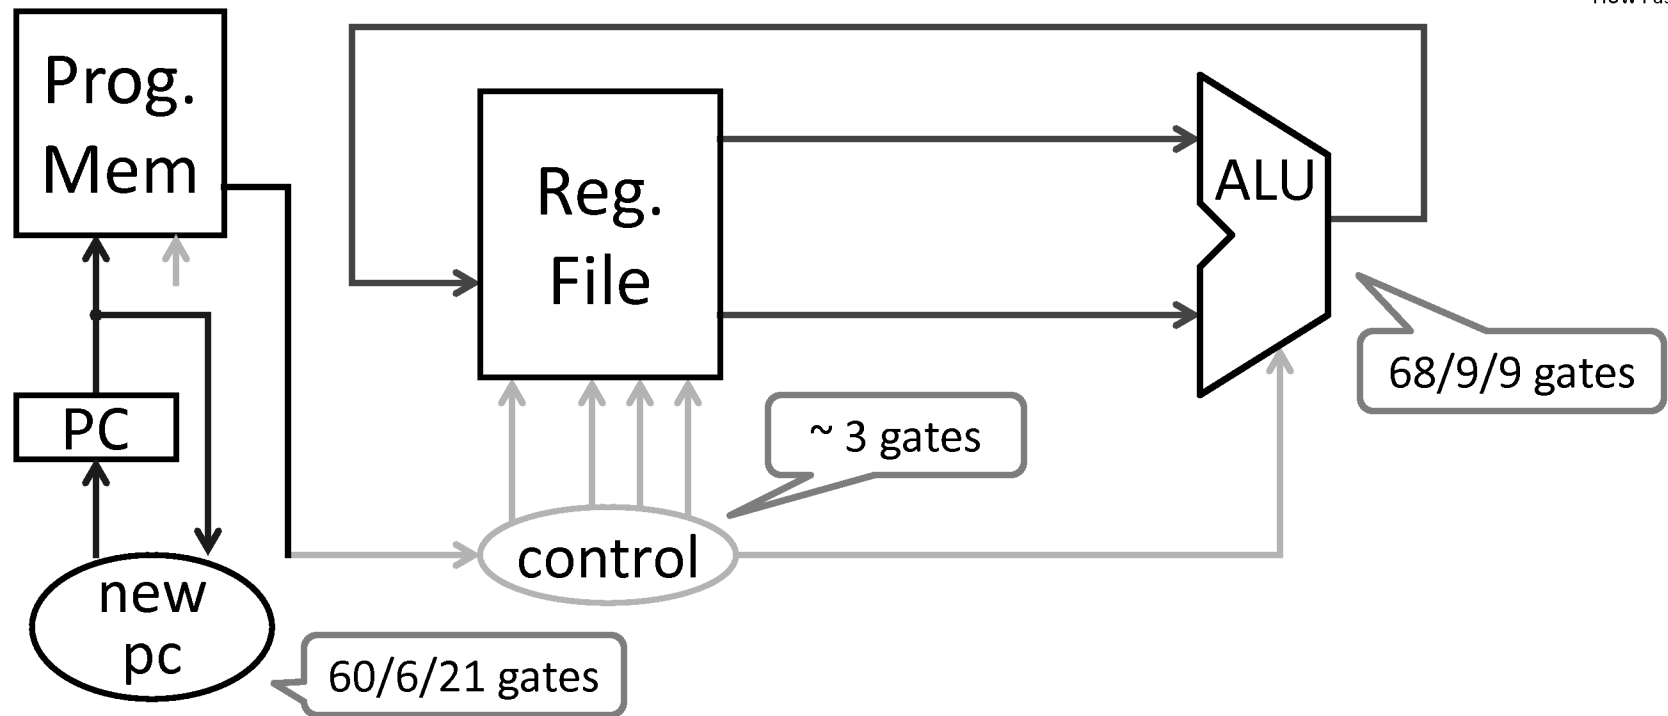 Prog.
Mem
Reg.
File
ALU
68/9/9 gates
PC
~ 3 gates
control
new
pc
60/6/21 gates